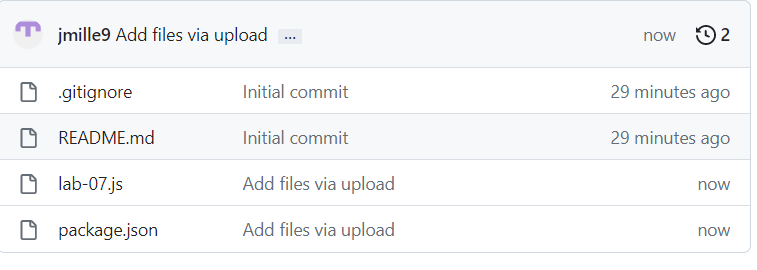 jmille9 Add files via upload ... now 2
.gitignore Initial commit 29 minutes ago
README.md Initial commit 29 minutes ago
lab-07.js Add files via upload now
package.json Add files via upload now